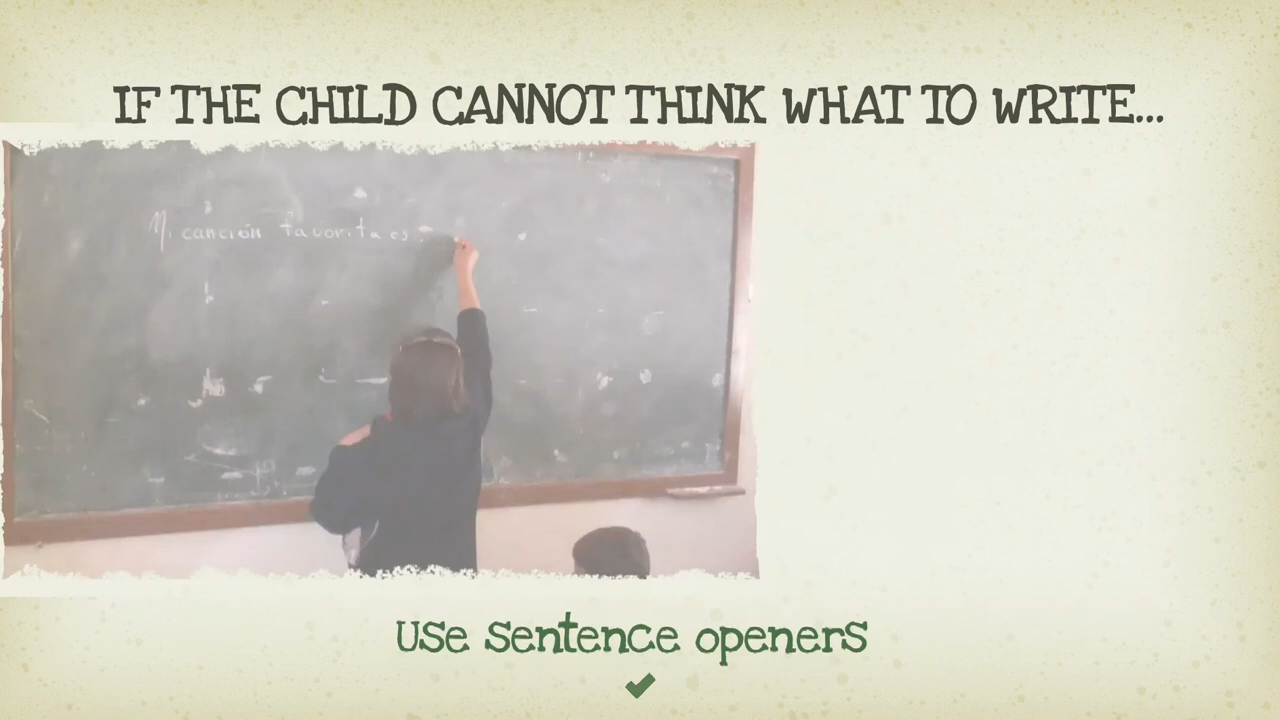 IF THE CHILD CANNOT THINK WHAT TO WRITE...
Mi canción favorita es
Use sentence openers